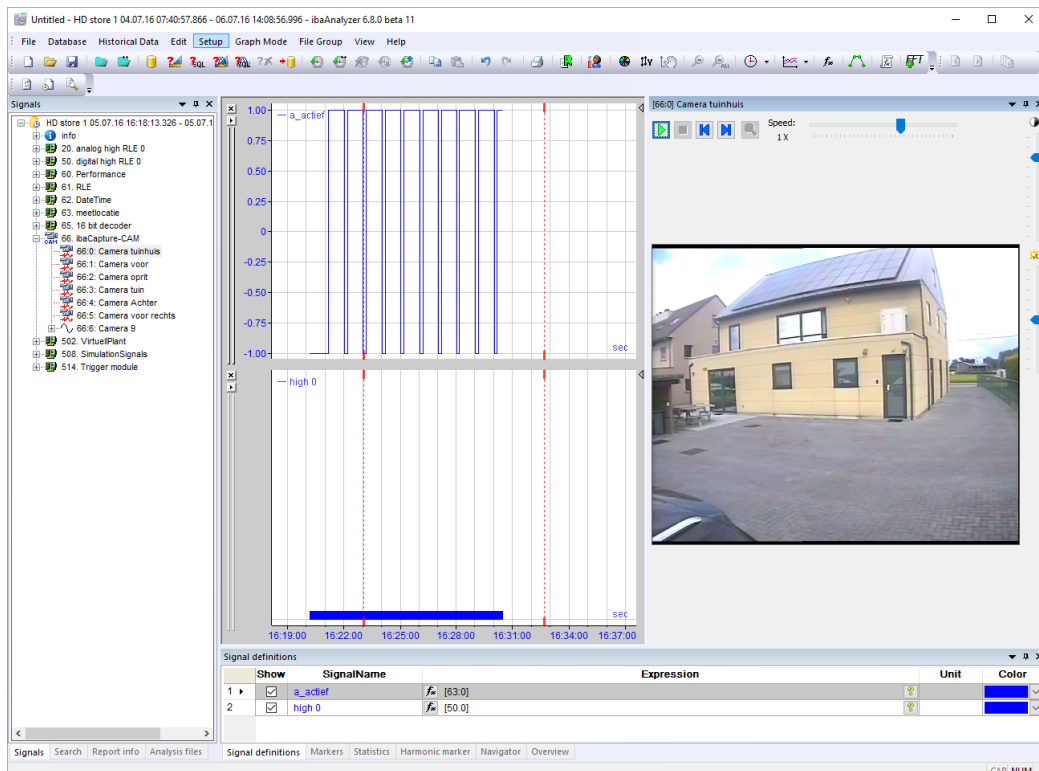 Untitled - HD store 1 04.07.16 07:40:57.866 - 06.07.16 14:08:56.996 - ibaAnalyzer 6.8.0 beta 11
File Database Historical Data Edit Setup Graph Mode File Group View Help
Signals
HD store 1 05.07.16 16:18:13.326 - 05.07.1
info
20. analog high RLE 0
50. digital high RLE 0
60. Performance
61. RLE
62. DateTime
63. meetlocatie
65. 16 bit decoder
66. ibaCapture-CAM
66:0: Camera tuinhuis
66:1: Camera voor
66:2: Camera oprit
66:3: Camera tuin
66:4: Camera Achter
66:5: Camera voor rechts
66:6: Camera 9
502. VirtuellPlant
508. SimulationSignals
514. Trigger module
a_actief
1.00
0.75
0.50
0.25
0
-0.25
-0.50
-0.75
-1.00
sec
high 0
sec
16:19:00 16:22:00 16:25:00 16:28:00 16:31:00 16:34:00 16:37:00
[66:0] Camera tuinhuis
Speed:
1 X
Signal definitions
Show SignalName Expression Unit Color
1 a_actief fx [63:0]
2 high 0 fx [50.0]
Signals Search Report info Analysis files
Signal definitions Markers Statistics Harmonic marker Navigator Overview
CAP NUM